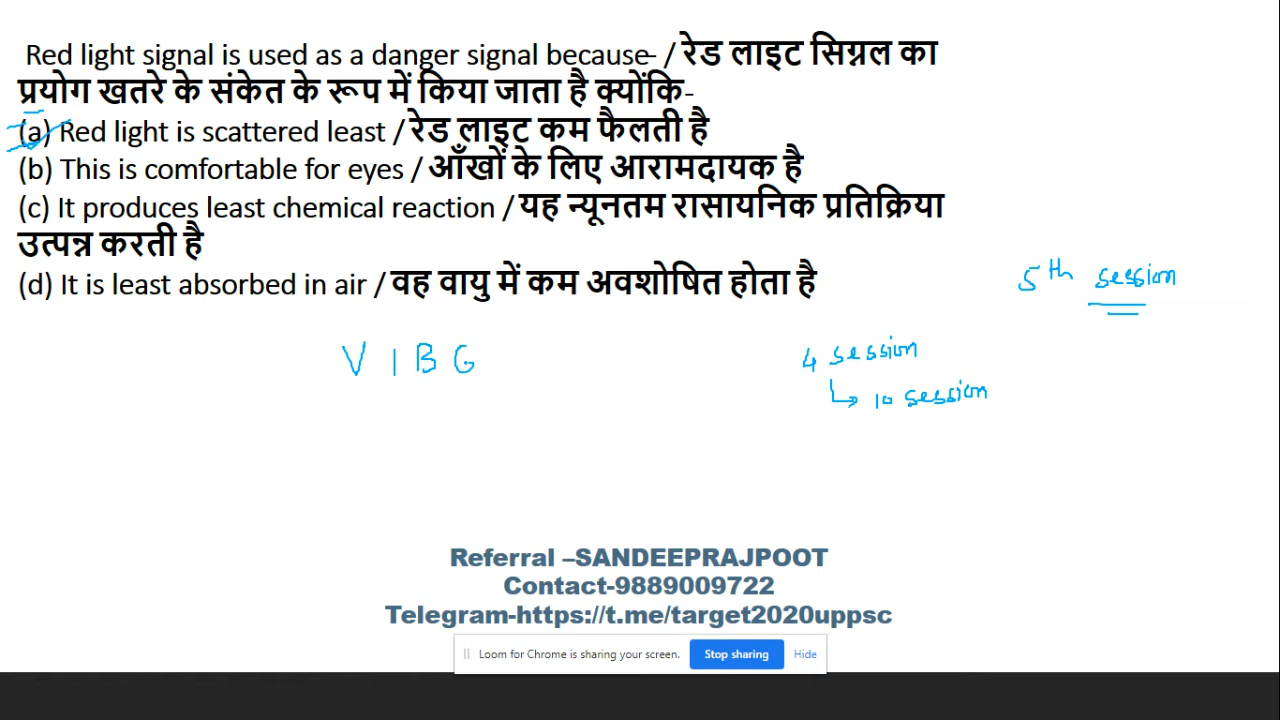 Red light signal is used as a danger signal because- / रेड लाइट सिग्नल का
प्रयोग खतरे के संकेत के रूप में किया जाता है क्योंकि-
(a) Red light is scattered least / रेड लाइट कम फैलती है
(b) This is comfortable for eyes / आँखों के लिए आरामदायक है
(c) It produces least chemical reaction / यह न्यूनतम रासायनिक प्रतिक्रिया
उत्पन्न करती है
(d) It is least absorbed in air / वह वायु में कम अवशोषित होता है
5th session
V I B G
4 session
10 session
Referral –SANDEEPRAJPOOT
Contact-9889009722
Telegram-https://t.me/target2020uppsc
Loom for Chrome is sharing your screen. Stop sharing Hide